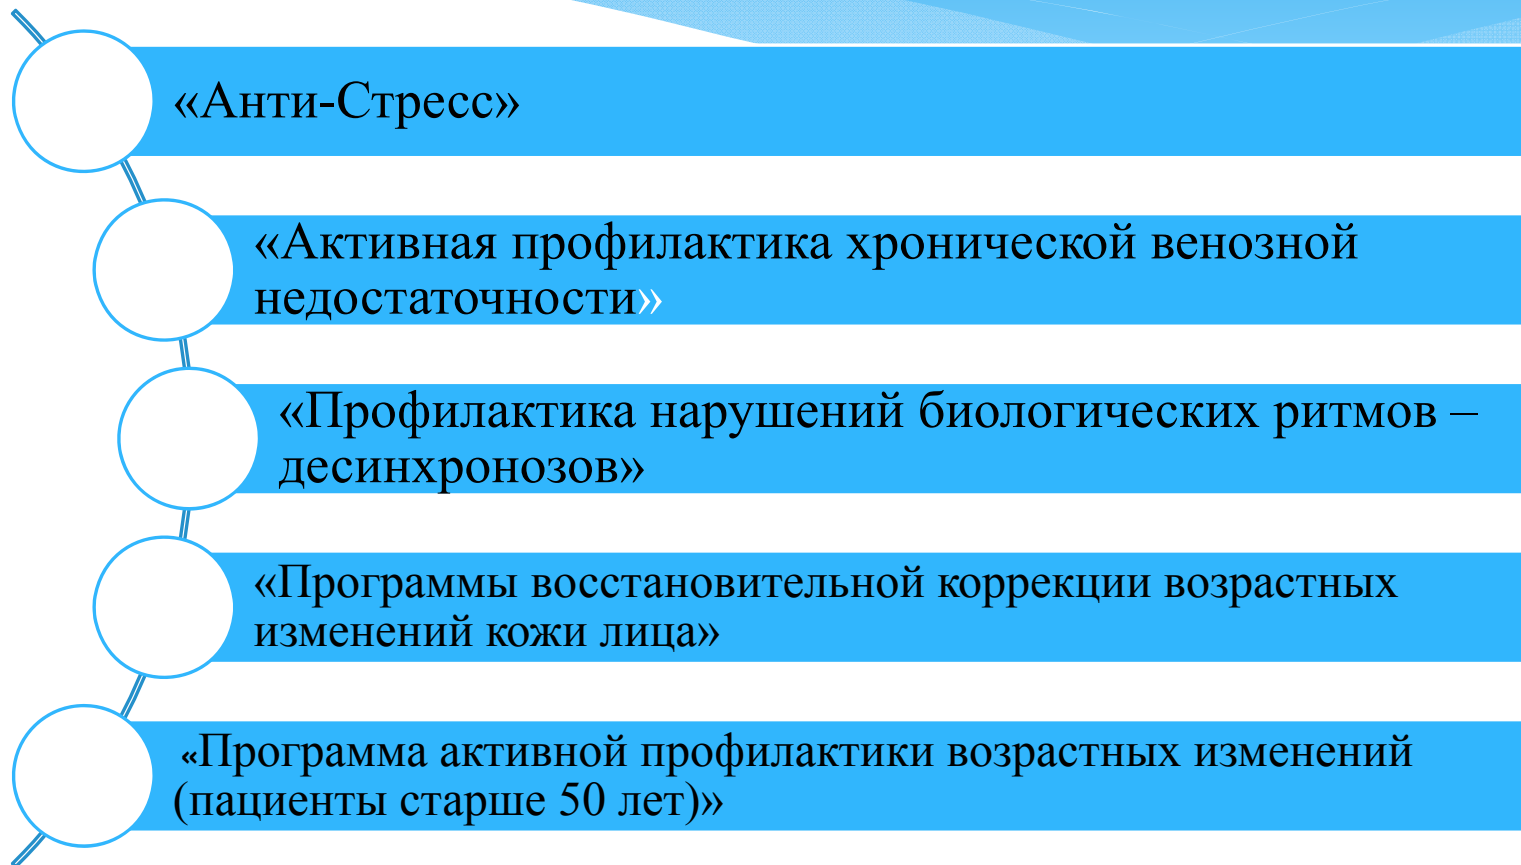 «Анти-Стресс»
«Активная профилактика хронической венозной
недостаточности»
«Профилактика нарушений биологических ритмов –
десинхронозов»
«Программы восстановительной коррекции возрастных
изменений кожи лица»
«Программа активной профилактики возрастных изменений
(пациенты старше 50 лет)»